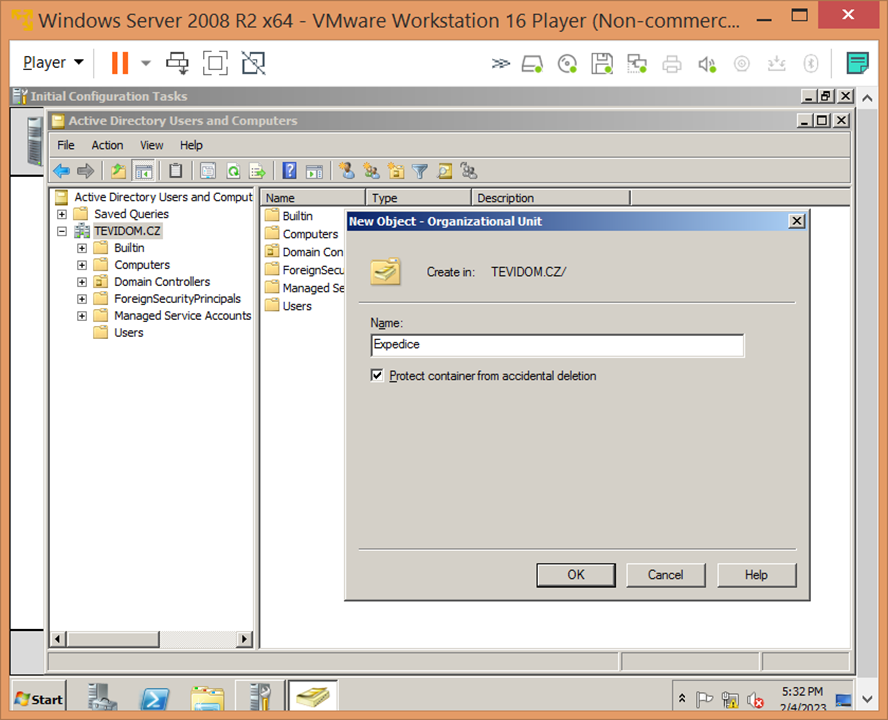 Windows Server 2008 R2 x64 - VMware Workstation 16 Player (Non-commerc...
Player
Initial Configuration Tasks
Active Directory Users and Computers
File Action View Help
Active Directory Users and Comput
Saved Queries
TEVIDOM.CZ
Builtin
Computers
Domain Controllers
ForeignSecurityPrincipals
Managed Service Accounts
Users
Name Type Description
Builtin
Computers
Domain Con
ForeignSecu
Managed Se
Users
New Object - Organizational Unit
Create in: TEVIDOM.CZ/
Name:
Expedice
Protect container from accidental deletion
OK Cancel Help
Start
5:32 PM
2/4/2023